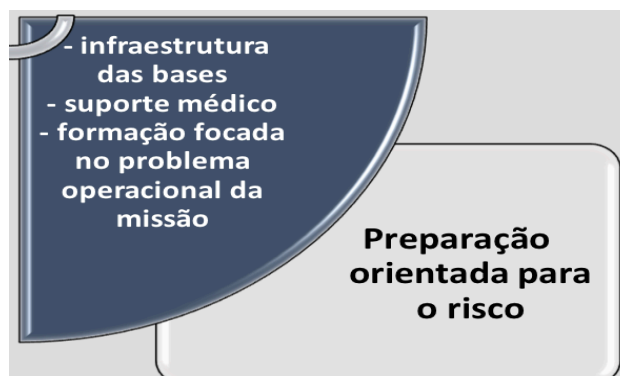 - infraestrutura
das bases
- suporte médico
- formação focada
no problema
operacional da
missão
Preparação
orientada para
o risco